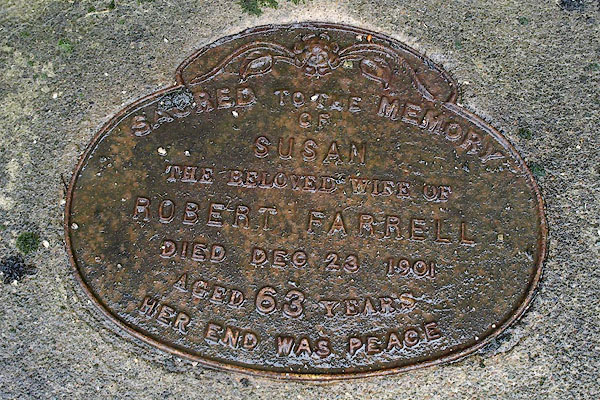 SACRED TO THE MEMORY
OF
SUSAN
THE BELOVED WIFE OF
ROBERT FARRELL
DIED DEC 23 1901
AGED 63 YEARS
HER END WAS PEACE